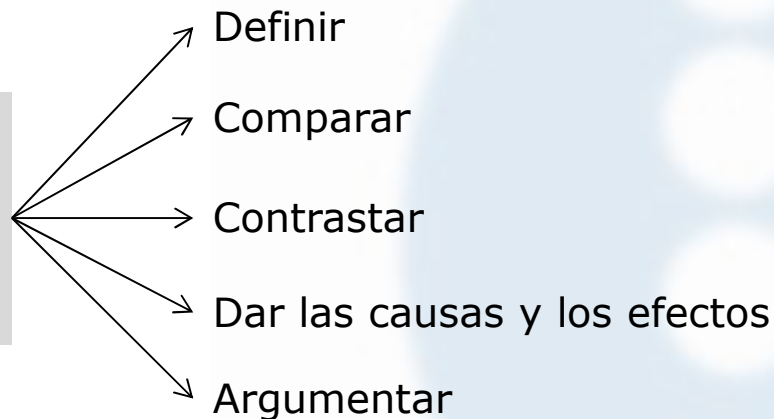 Definir
Comparar
Contrastar
Dar las causas y los efectos
Argumentar